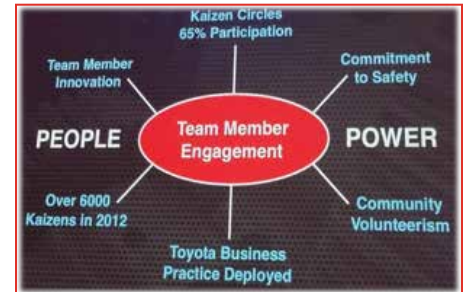 Kaizen Circles
65% Participation
Team Member
Innovation
Commitment
to Safety
PEOPLE
Team Member
Engagement
POWER
Over 6000
Kaizens in 2012
Community
Volunteerism
Toyota Business
Practice Deployed